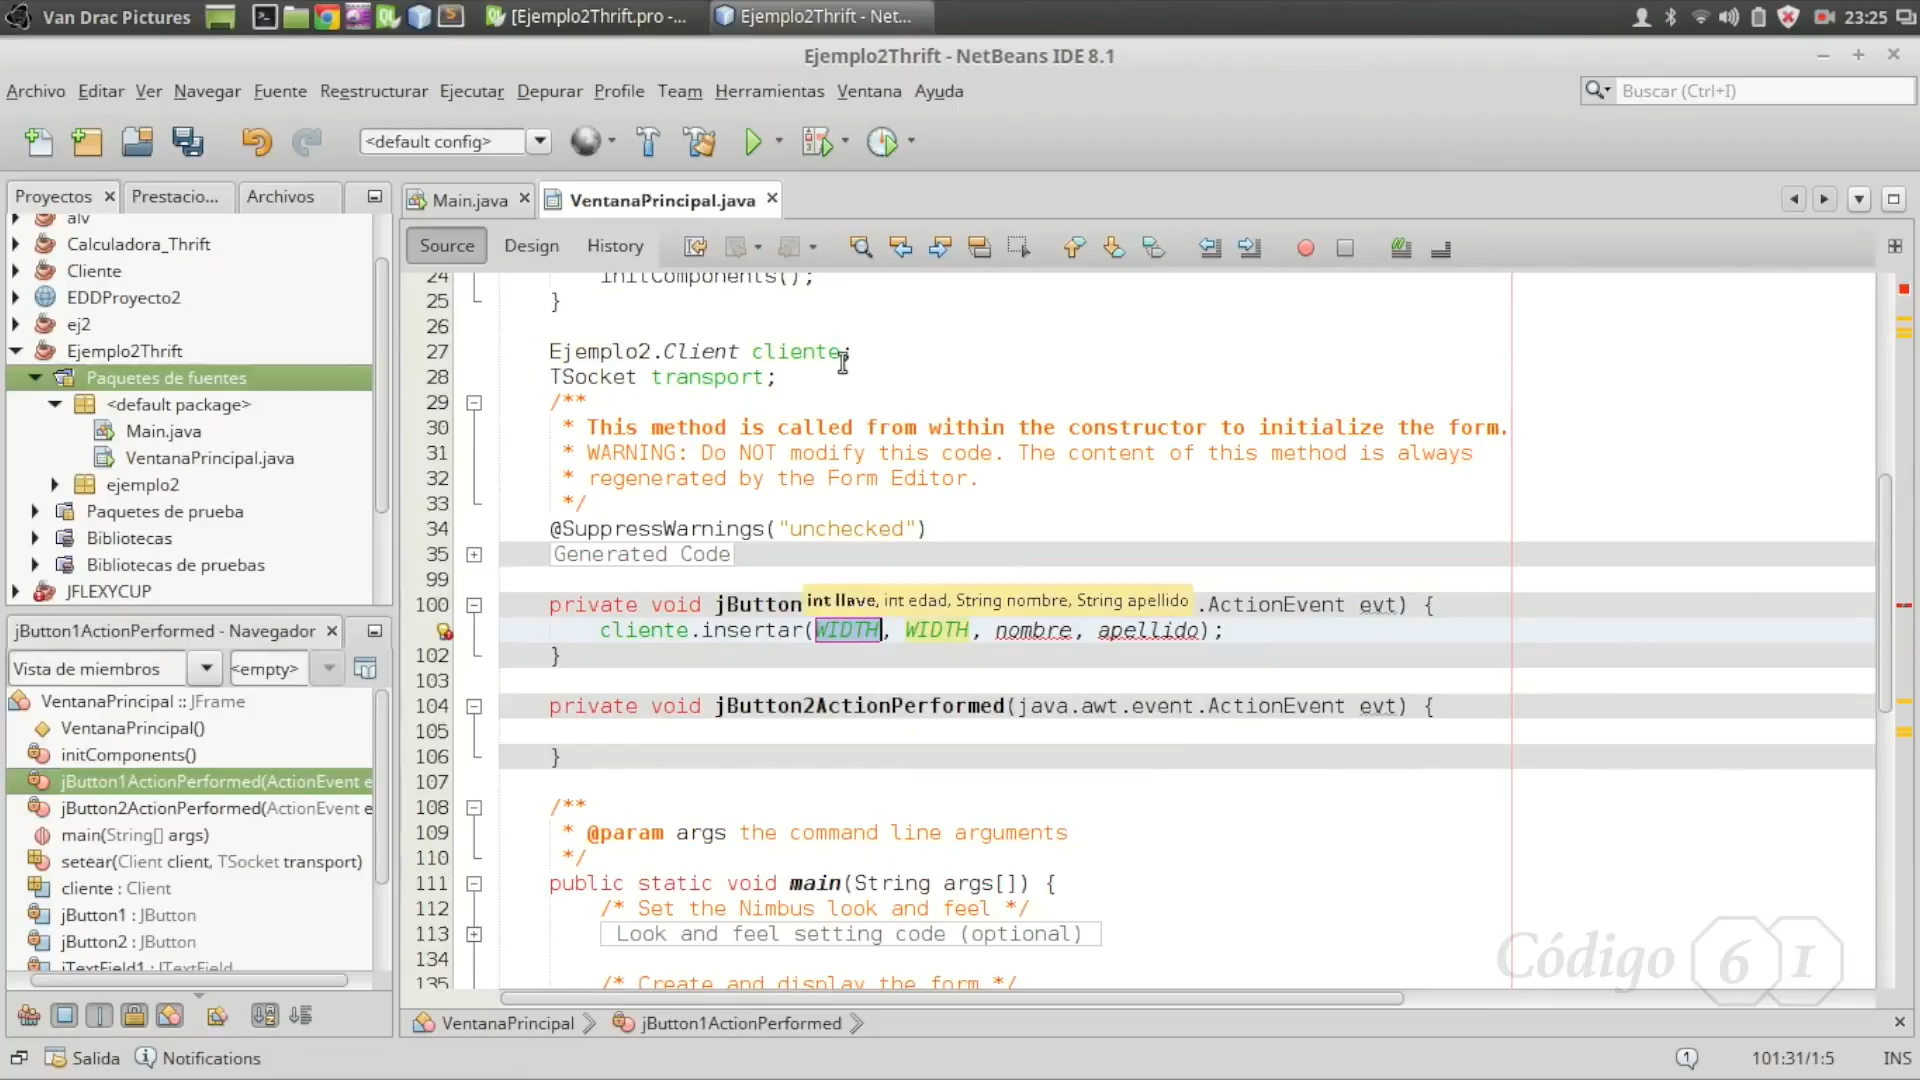 Van Drac Pictures
[Ejemplo2Thrift.pro -...
Ejemplo2Thrift - Net...
23:25
Ejemplo2Thrift - NetBeans IDE 8.1
Archivo Editar Ver Navegar Fuente Reestructurar Ejecutar Depurar Profile Team Herramientas Ventana Ayuda
Buscar (Ctrl+I)
<default config>
Proyectos
Prestacio...
Archivos
Main.java
VentanaPrincipal.java
Source
Design
History
alv
Calculadora_Thrift
Cliente
EDDProyecto2
ej2
Ejemplo2Thrift
Paquetes de fuentes
<default package>
Main.java
VentanaPrincipal.java
ejemplo2
Paquetes de prueba
Bibliotecas
Bibliotecas de pruebas
JFLEXYCUP
jButton1ActionPerformed - Navegador
Vista de miembros
<empty>
VentanaPrincipal :: JFrame
VentanaPrincipal()
initComponents()
jButton1ActionPerformed(ActionEvent e
jButton2ActionPerformed(ActionEvent e
main(String[] args)
setear(Client client, TSocket transport)
cliente : Client
jButton1 : JButton
jButton2 : JButton
jTextField1 : JTextField
24 initComponents();
25 }
26
27 Ejemplo2.Client cliente;
28 TSocket transport;
29 /**
30 * This method is called from within the constructor to initialize the form.
31 * WARNING: Do NOT modify this code. The content of this method is always
32 * regenerated by the Form Editor.
33 */
34 @SuppressWarnings("unchecked")
35 Generated Code
99
int llave, int edad, String nombre, String apellido
100 private void jButton .ActionEvent evt) {
cliente.insertar(WIDTH, WIDTH, nombre, apellido);
102 }
103
104 private void jButton2ActionPerformed(java.awt.event.ActionEvent evt) {
105
106 }
107
108 /**
109 * @param args the command line arguments
110 */
111 public static void main(String args[]) {
112 /* Set the Nimbus look and feel */
113 Look and feel setting code (optional)
134
135 /* Create and display the form */
Código 6 1
VentanaPrincipal
jButton1ActionPerformed
Salida
Notifications
1
101:31/1:5
INS